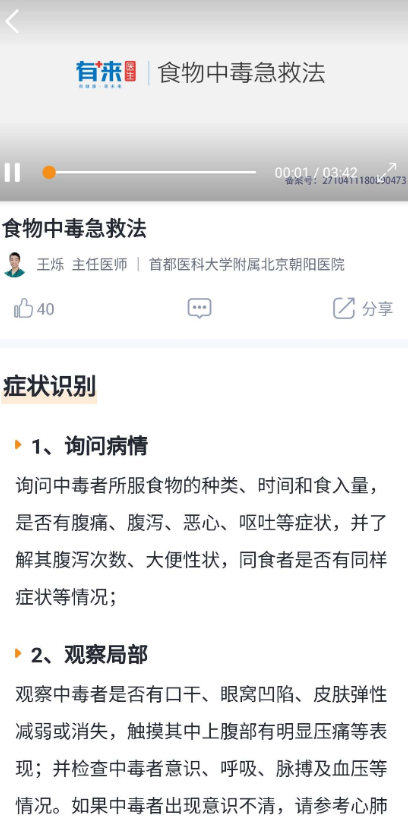 有来医生
食物中毒急救法
00:01 / 03:42
备案号：2710411180890473
食物中毒急救法
王烁 主任医师 | 首都医科大学附属北京朝阳医院
40
分享
症状识别
1、询问病情
询问中毒者所服食物的种类、时间和食入量，
是否有腹痛、腹泻、恶心、呕吐等症状，并了
解其腹泻次数、大便性状，同食者是否有同样
症状等情况；
2、观察局部
观察中毒者是否有口干、眼窝凹陷、皮肤弹性
减弱或消失，触摸其中上腹部有明显压痛等表
现；并检查中毒者意识、呼吸、脉搏及血压等
情况。如果中毒者出现意识不清，请参考心肺